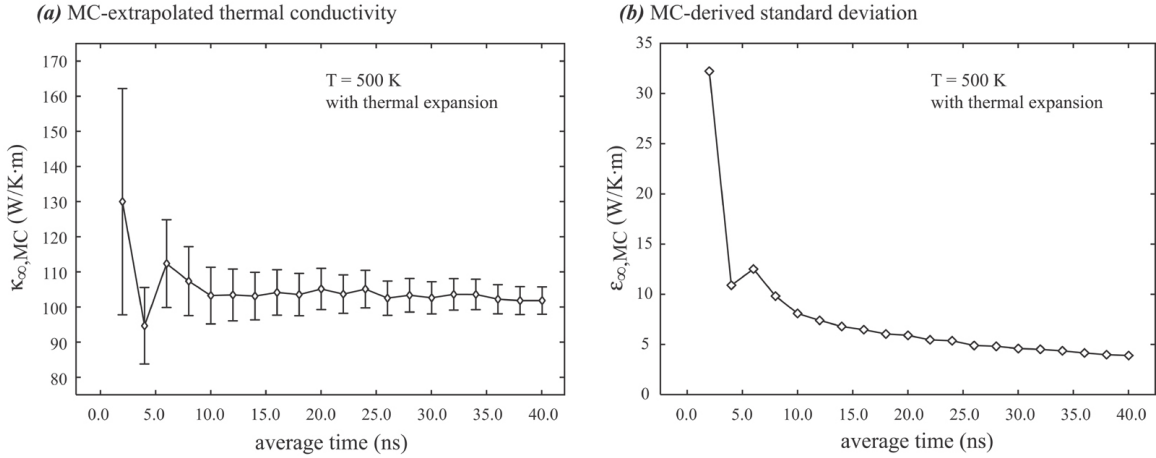 (a) MC-extrapolated thermal conductivity
170
160
150
140
130
120
110
100
90
80
κ∞,MC (W/K·m)
T = 500 K
with thermal expansion
0.0 5.0 10.0 15.0 20.0 25.0 30.0 35.0 40.0
average time (ns)
(b) MC-derived standard deviation
35
30
25
20
15
10
5
0
ε∞,MC (W/K·m)
T = 500 K
with thermal expansion
0.0 5.0 10.0 15.0 20.0 25.0 30.0 35.0 40.0
average time (ns)